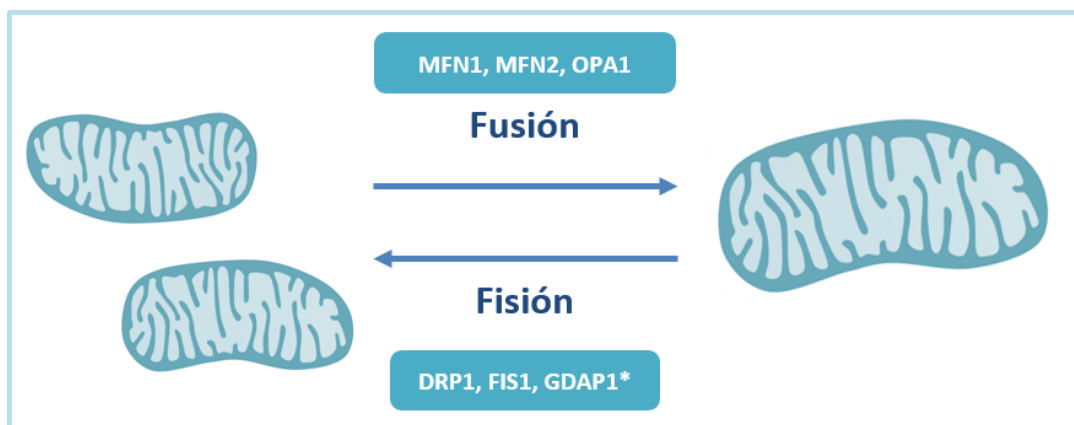 MFN1, MFN2, OPA1
Fusión
Fisión
DRP1, FIS1, GDAP1*